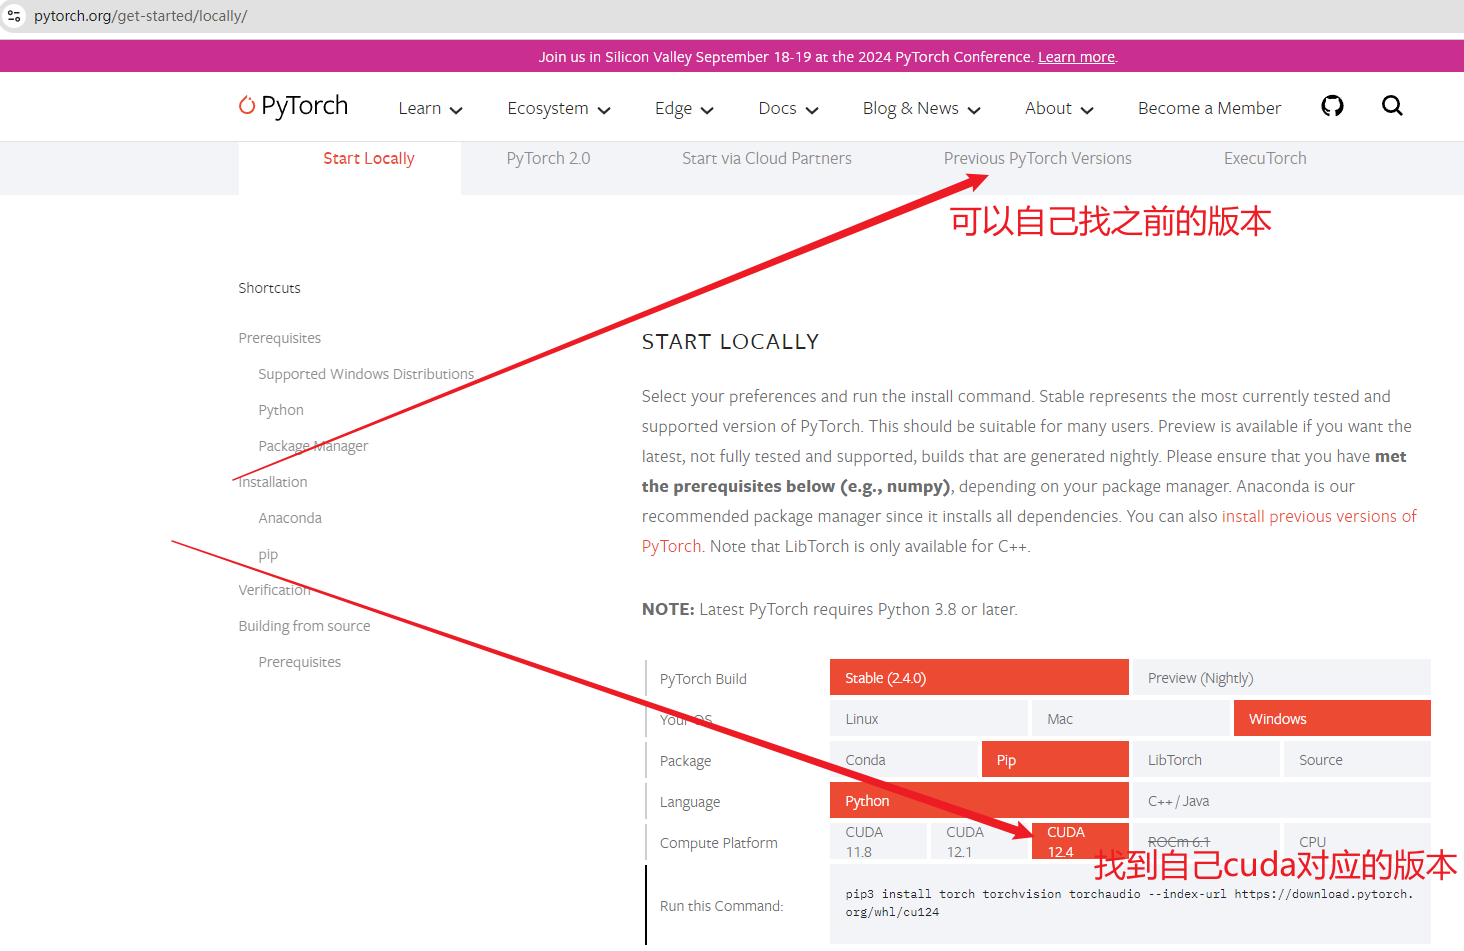 pytorch.org/get-started/locally/
Join us in Silicon Valley September 18-19 at the 2024 PyTorch Conference. Learn more.
PyTorch
Learn
Ecosystem
Edge
Docs
Blog & News
About
Become a Member
Start Locally
PyTorch 2.0
Start via Cloud Partners
Previous PyTorch Versions
ExecuTorch
可以自己找之前的版本
Shortcuts
Prerequisites
Supported Windows Distributions
Python
Package Manager
Installation
Anaconda
pip
Verification
Building from source
Prerequisites
START LOCALLY
Select your preferences and run the install command. Stable represents the most currently tested and
supported version of PyTorch. This should be suitable for many users. Preview is available if you want the
latest, not fully tested and supported, builds that are generated nightly. Please ensure that you have met
the prerequisites below (e.g., numpy), depending on your package manager. Anaconda is our
recommended package manager since it installs all dependencies. You can also install previous versions of
PyTorch. Note that LibTorch is only available for C++.
NOTE: Latest PyTorch requires Python 3.8 or later.
PyTorch Build
Stable (2.4.0)
Preview (Nightly)
Your OS
Linux
Mac
Windows
Package
Conda
Pip
LibTorch
Source
Language
Python
C++ / Java
Compute Platform
CUDA
11.8
CUDA
12.1
CUDA
12.4
ROCm 6.1
CPU
找到自己cuda对应的版本
Run this Command:
pip3 install torch torchvision torchaudio --index-url https://download.pytorch.
org/whl/cu124